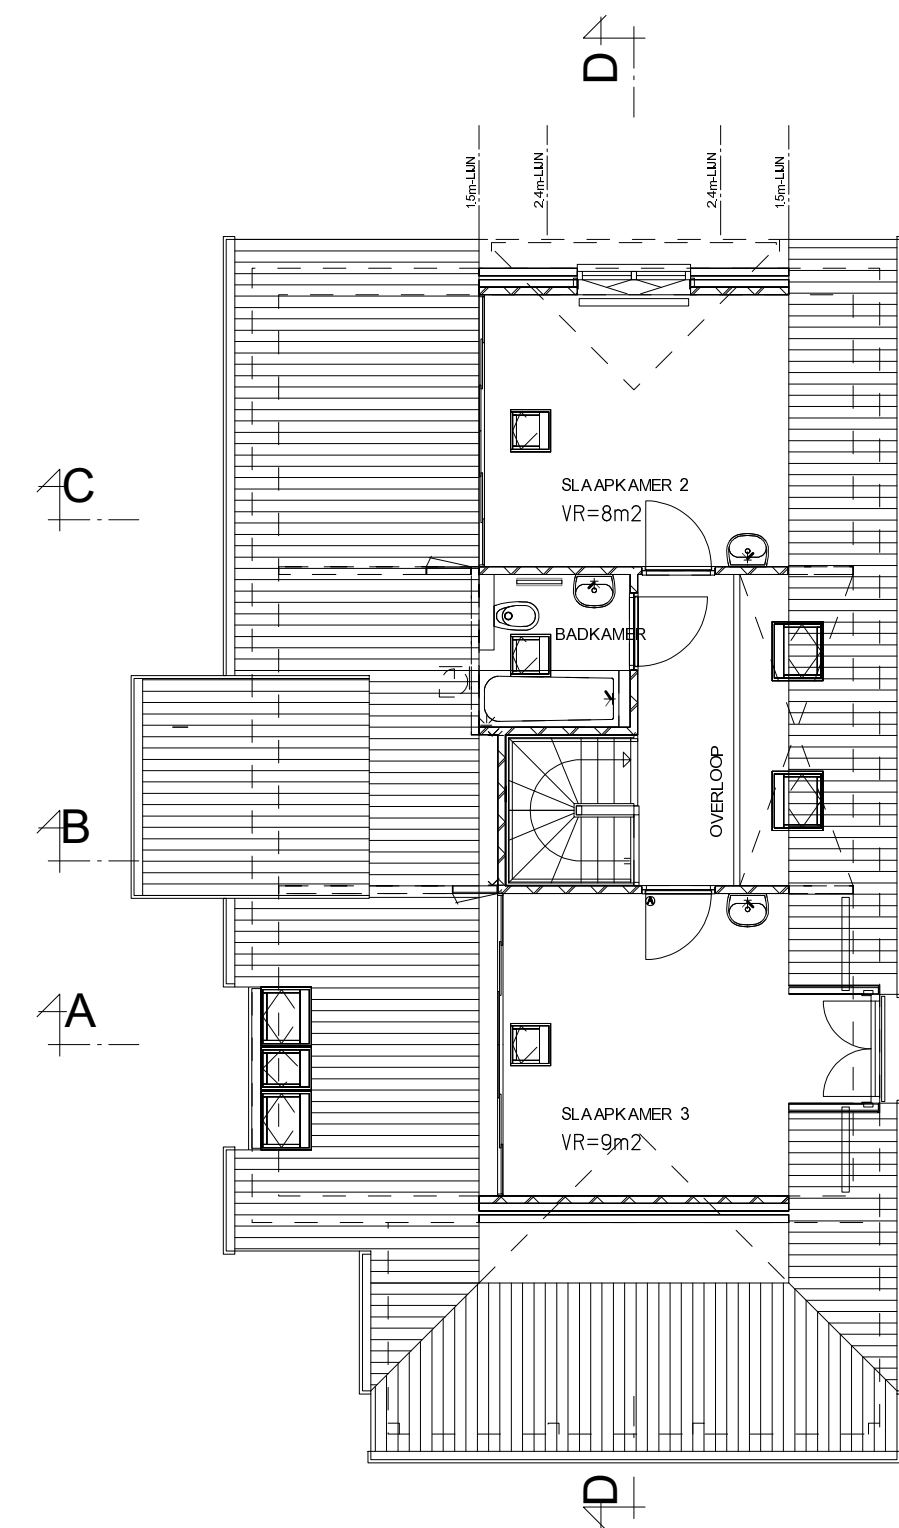 D
1.5m-LIJN
2.4m-LIJN
2.4m-LIJN
1.5m-LIJN
C
SLAAPKAMER 2
VR=8m2
BADKAMER
OVERLOOP
B
A
A
SLAAPKAMER 3
VR=9m2
D